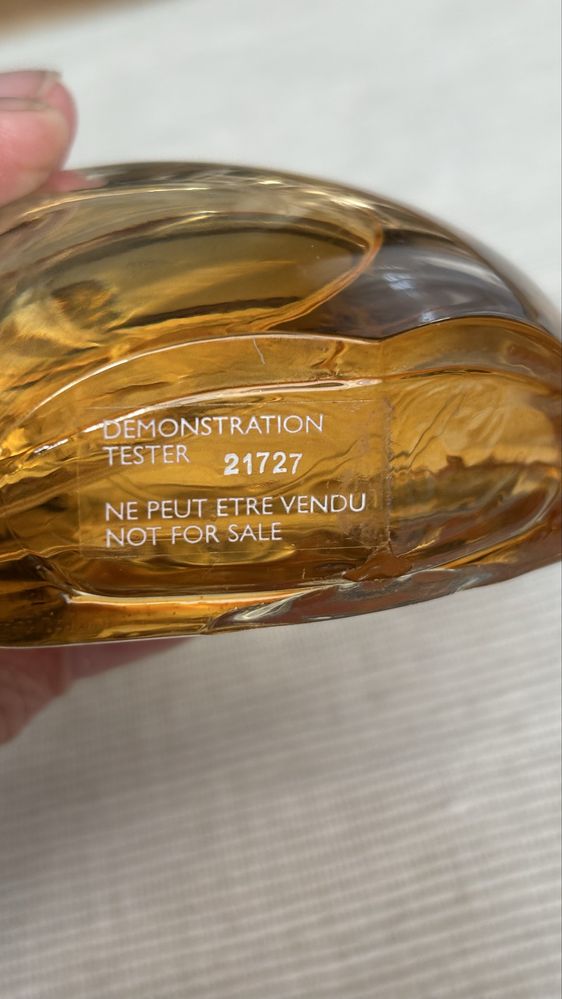 DEMONSTRATION
TESTER 21727
NE PEUT ETRE VENDU
NOT FOR SALE